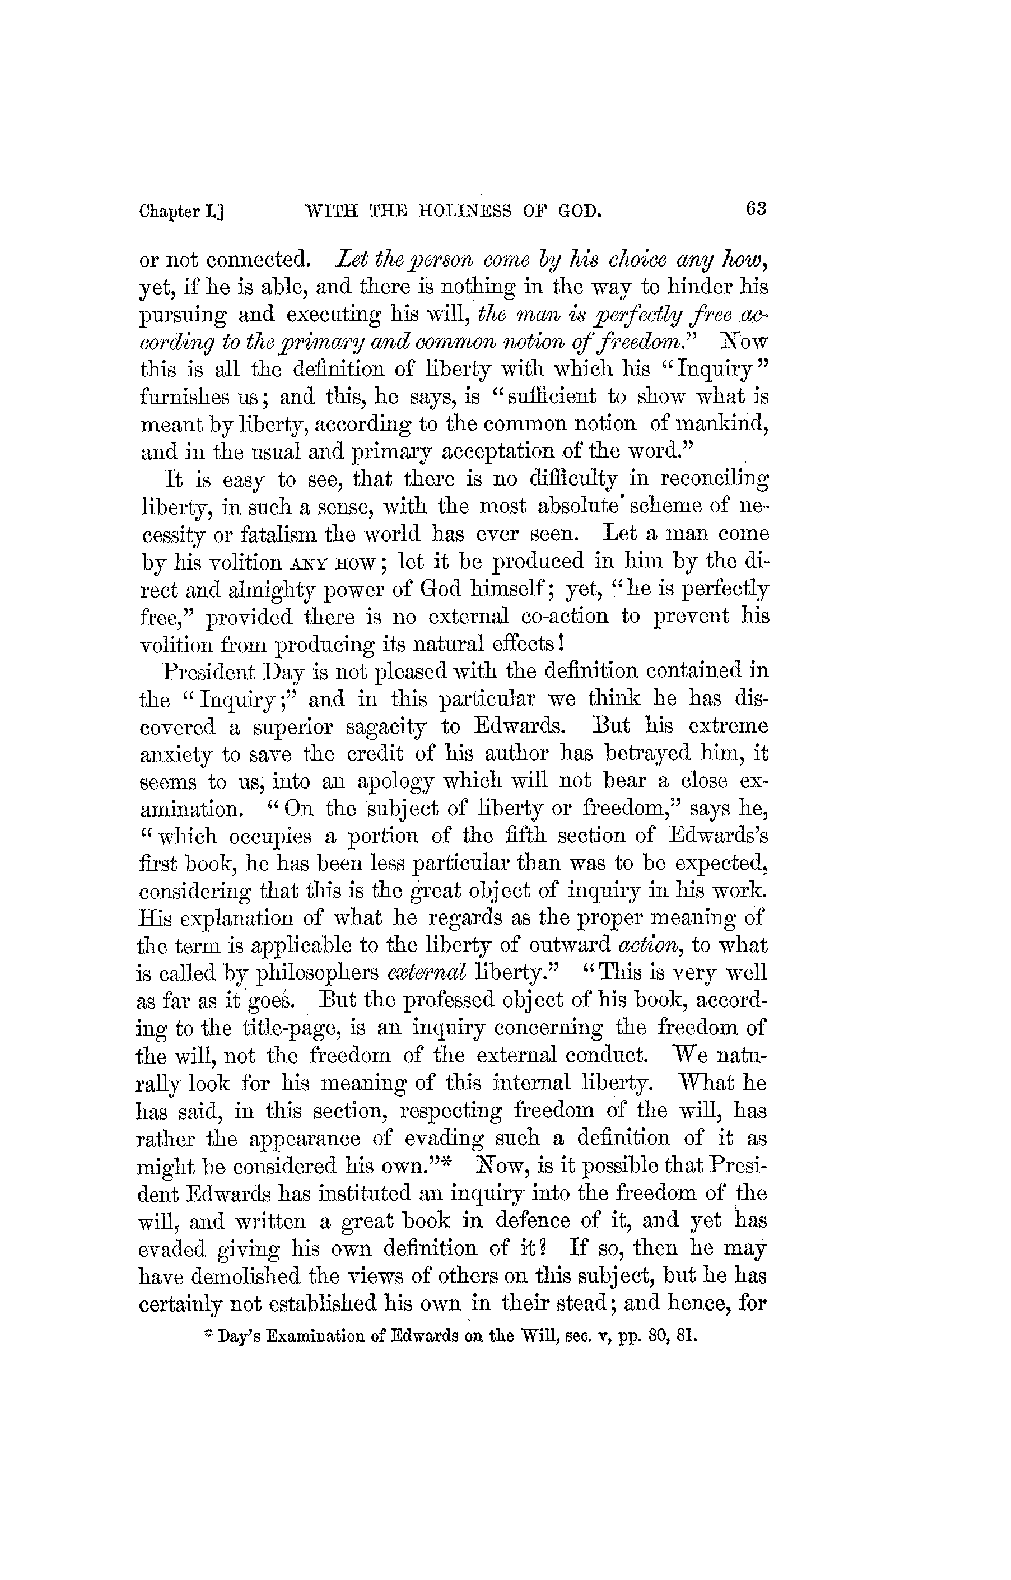 Chapter I.] WITH THE HOLINESS OF GOD. 63
or not connected. Let the person come by his choice any how,
yet, if he is able, and there is nothing in the way to hinder his
pursuing and executing his will, the man is perfectly free ac-
cording to the primary and common notion of freedom.” Now
this is all the definition of liberty with which his “Inquiry”
furnishes us; and this, he says, is “sufficient to show what is
meant by liberty, according to the common notion of mankind,
and in the usual and primary acceptation of the word.”
It is easy to see, that there is no difficulty in reconciling
liberty, in such a sense, with the most absolute scheme of ne-
cessity or fatalism the world has ever seen. Let a man come
by his volition ANY HOW; let it be produced in him by the di-
rect and almighty power of God himself; yet, “he is perfectly
free,” provided there is no external co-action to prevent his
volition from producing its natural effects!
President Day is not pleased with the definition contained in
the “Inquiry;” and in this particular we think he has dis-
covered a superior sagacity to Edwards. But his extreme
anxiety to save the credit of his author has betrayed him, it
seems to us, into an apology which will not bear a close ex-
amination. “On the subject of liberty or freedom,” says he,
“which occupies a portion of the fifth section of Edwards’s
first book, he has been less particular than was to be expected,
considering that this is the great object of inquiry in his work.
His explanation of what he regards as the proper meaning of
the term is applicable to the liberty of outward action, to what
is called by philosophers external liberty.” “This is very well
as far as it goes. But the professed object of his book, accord-
ing to the title-page, is an inquiry concerning the freedom of
the will, not the freedom of the external conduct. We natu-
rally look for his meaning of this internal liberty. What he
has said, in this section, respecting freedom of the will, has
rather the appearance of evading such a definition of it as
might be considered his own.”* Now, is it possible that Presi-
dent Edwards has instituted an inquiry into the freedom of the
will, and written a great book in defence of it, and yet has
evaded giving his own definition of it? If so, then he may
have demolished the views of others on this subject, but he has
certainly not established his own in their stead; and hence, for
* Day’s Examination of Edwards on the Will, sec. v, pp. 80, 81.